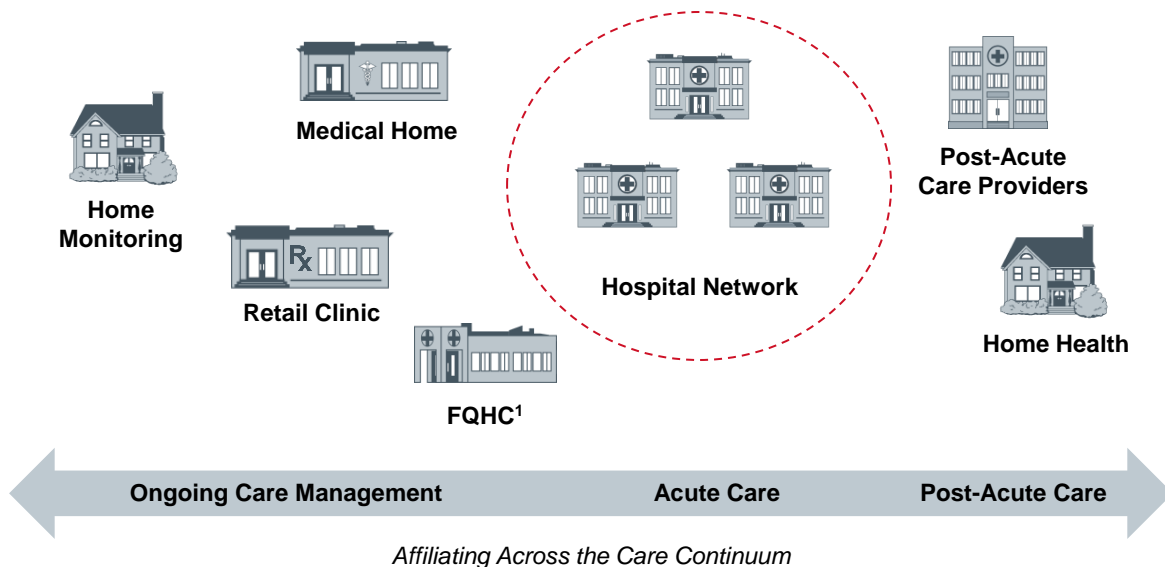 Medical Home
Home
Monitoring
Rx
Retail Clinic
FQHC¹
Hospital Network
Post-Acute
Care Providers
Home Health
Ongoing Care Management
Acute Care
Post-Acute Care
Affiliating Across the Care Continuum